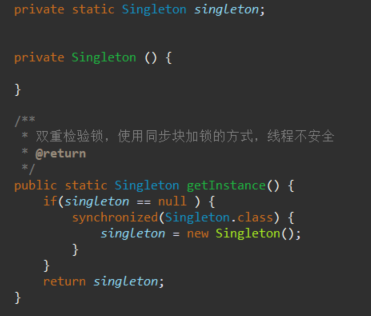 private static Singleton singleton;
private Singleton () {
}
/**
* 双重检验锁，使用同步块加锁的方式，线程不安全
* @return
*/
public static Singleton getInstance() {
if(singleton == null ) {
synchronized(Singleton.class) {
singleton = new Singleton();
}
}
return singleton;
}